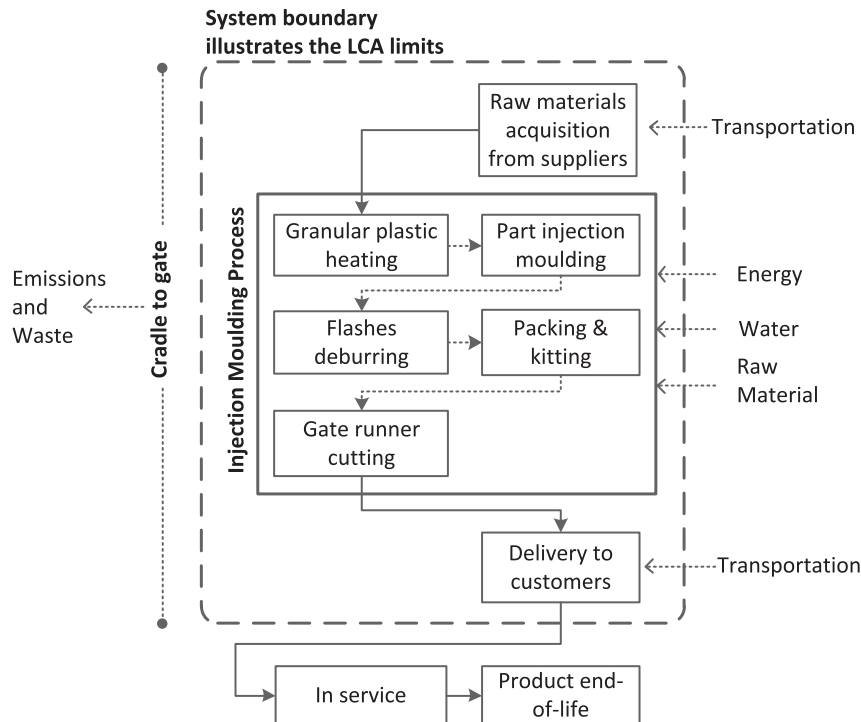 System boundary
illustrates the LCA limits
Raw materials
acquisition
from suppliers
Transportation
Injection Moulding Process
Granular plastic
heating
Part injection
moulding
Energy
Emissions
and
Waste
Cradle to gate
Flashes
deburring
Packing &
kitting
Water
Raw
Material
Gate runner
cutting
Delivery to
customers
Transportation
In service
Product end-
of-life